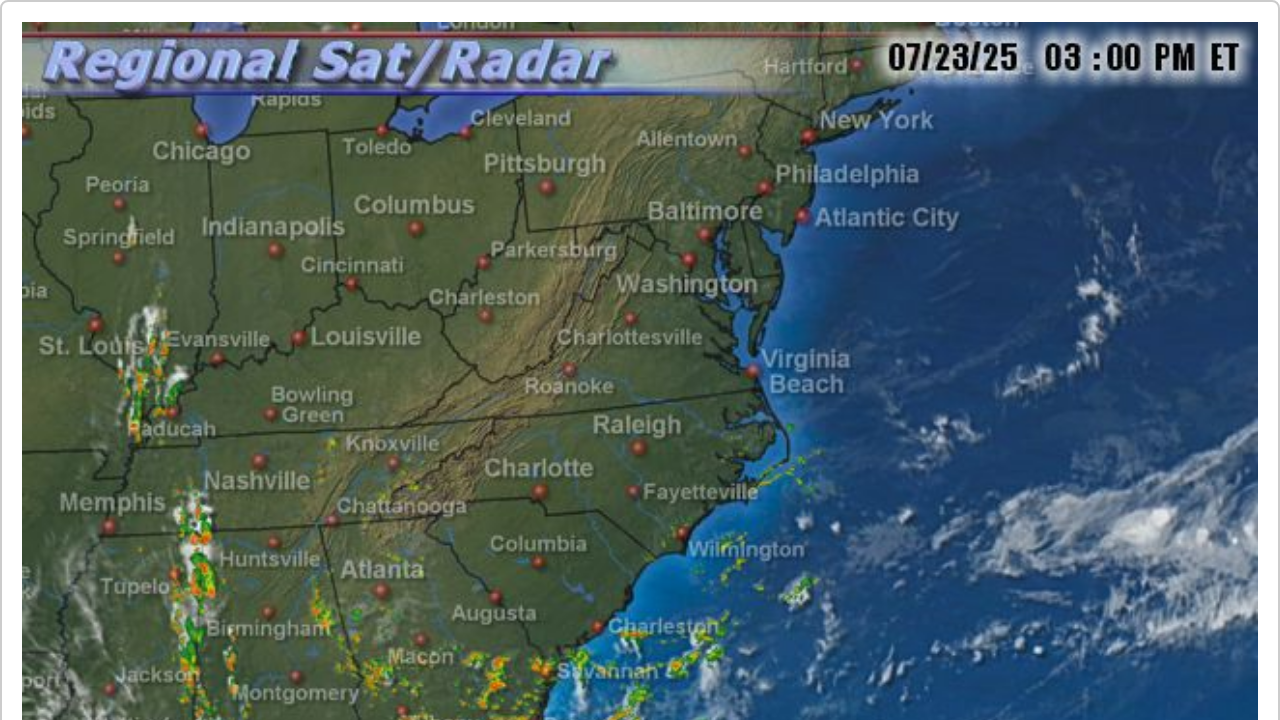 London
Boston
Regional Sat/Radar
07/23/25 03 :00 PM ET
Hartford
Rapids
Cleveland
New York
Allentown
Chicago
Toledo
Pittsburgh
Philadelphia
Peoria
Columbus
Baltimore
Atlantic City
Springfield
Indianapolis
Parkersburg
Cincinnati
Washington
Charleston
St. Louis
Evansville
Louisville
Charlottesville
Virginia
Beach
Roanoke
Bowling
Green
Paducah
Raleigh
Knoxville
Nashville
Charlotte
Memphis
Chattanooga
Fayetteville
Huntsville
Columbia
Wilmington
Tupelo
Atlanta
Augusta
Birmingham
Charleston
Macon
Jackson
Savannah
Montgomery